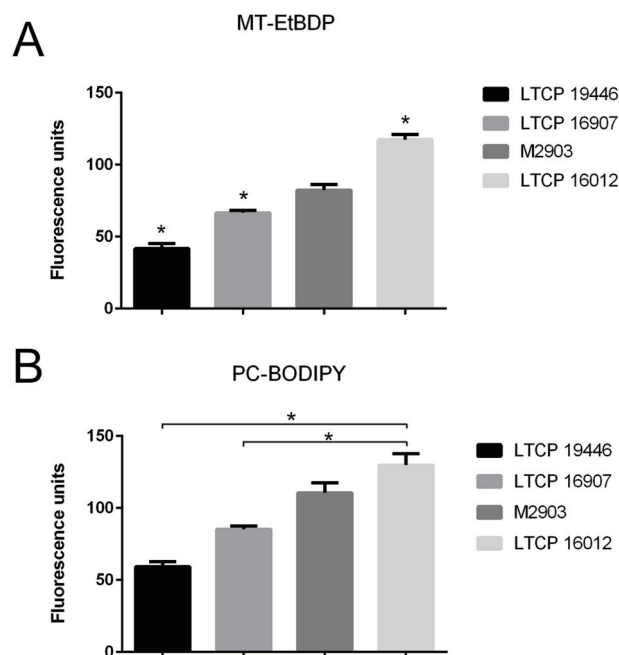 A
MT-EtBDP
Fluorescence units
150
100
50
0
*
*
*
LTCP 19446
LTCP 16907
M2903
LTCP 16012
B
PC-BODIPY
Fluorescence units
150
100
50
0
*
*
LTCP 19446
LTCP 16907
M2903
LTCP 16012